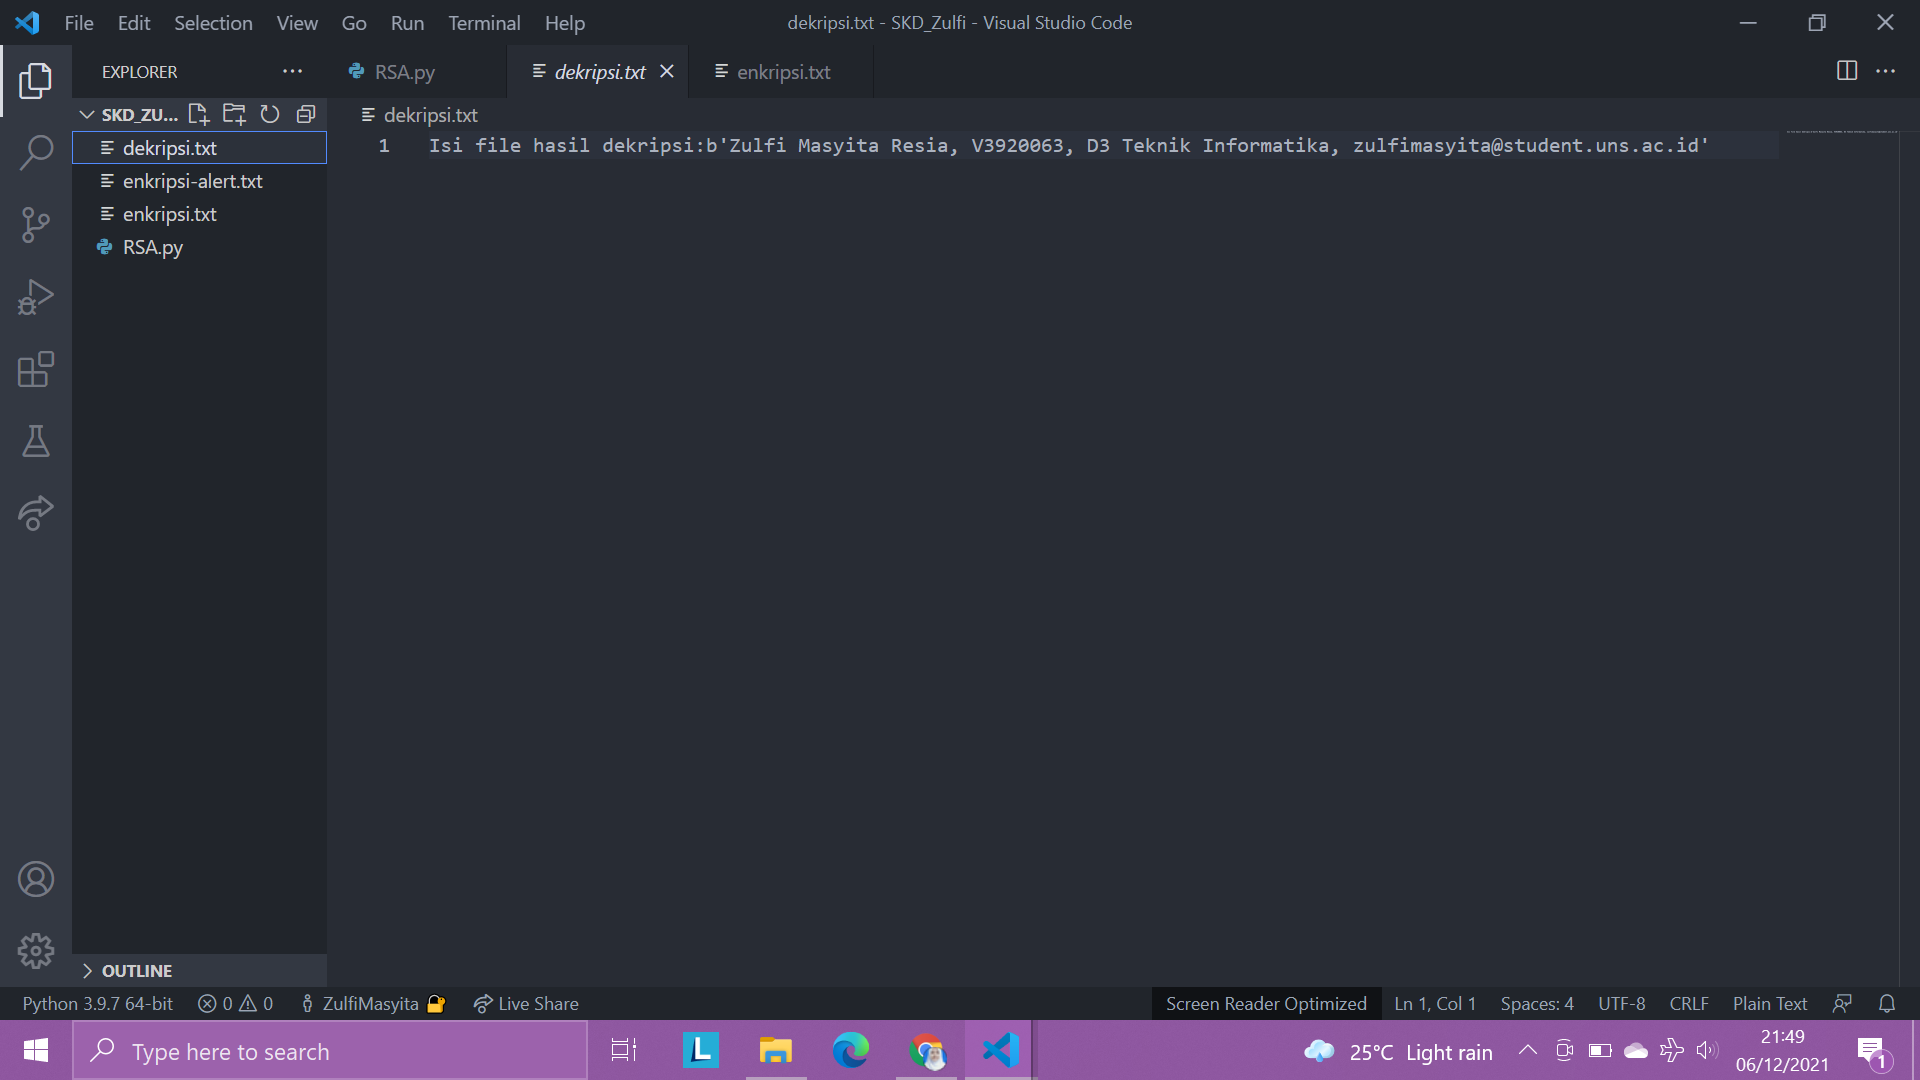 File Edit Selection View Go Run Terminal Help
dekripsi.txt - SKD_Zulfi - Visual Studio Code
EXPLORER
RSA.py
dekripsi.txt
enkripsi.txt
SKD_ZU...
dekripsi.txt
enkripsi-alert.txt
enkripsi.txt
RSA.py
dekripsi.txt
1 Isi file hasil dekripsi:b'Zulfi Masyita Resia, V3920063, D3 Teknik Informatika, zulfimasyita@student.uns.ac.id'
OUTLINE
Python 3.9.7 64-bit 0 0 ZulfiMasyita Live Share Screen Reader Optimized Ln 1, Col 1 Spaces: 4 UTF-8 CRLF Plain Text
Type here to search
L
25°C Light rain
21:49
06/12/2021
1